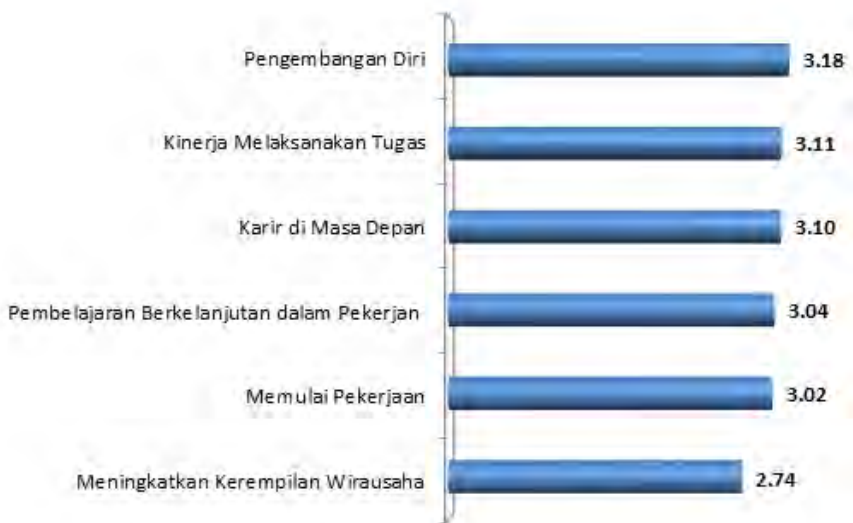 Pengembangan Diri 3.18
Kinerja Melaksanakan Tugas 3.11
Karir di Masa Depan 3.10
Pembelajaran Berkelanjutan dalam Pekerjan 3.04
Memulai Pekerjaan 3.02
Meningkatkan Kerempilan Wirausaha 2.74